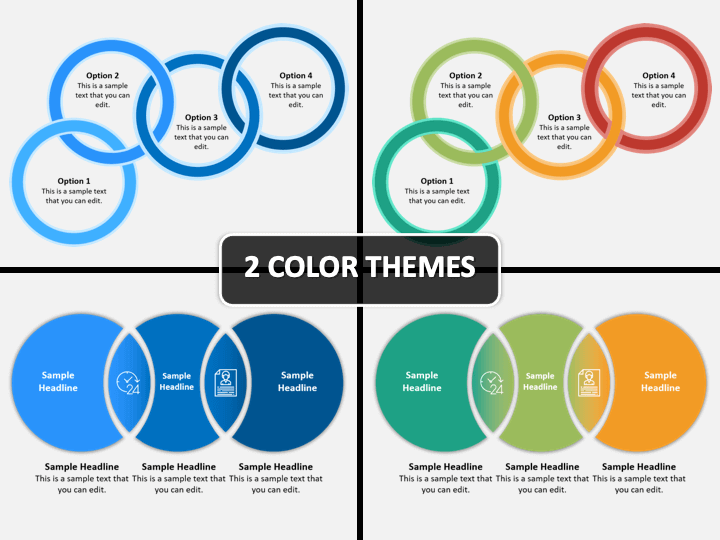 Option 2
This is a sample
text that you can
edit.
Option 4
This is a sample
text that you can
edit.
Option 3
This is a sample
text that you can
edit.
Option 1
This is a sample text
that you can edit.
Option 2
This is a sample
text that you can
edit.
Option 4
This is a sample
text that you can
edit.
Option 3
This is a sample
text that you can
edit.
Option 1
This is a sample text
that you can edit.
2 COLOR THEMES
Sample
Headline
24
Sample
Headline
Sample
Headline
Sample Headline
This is a sample text that
you can edit.
Sample Headline
This is a sample text that
you can edit.
Sample Headline
This is a sample text that
you can edit.
Sample
Headline
24
Sample
Headline
Sample
Headline
Sample Headline
This is a sample text that
you can edit.
Sample Headline
This is a sample text that
you can edit.
Sample Headline
This is a sample text that
you can edit.